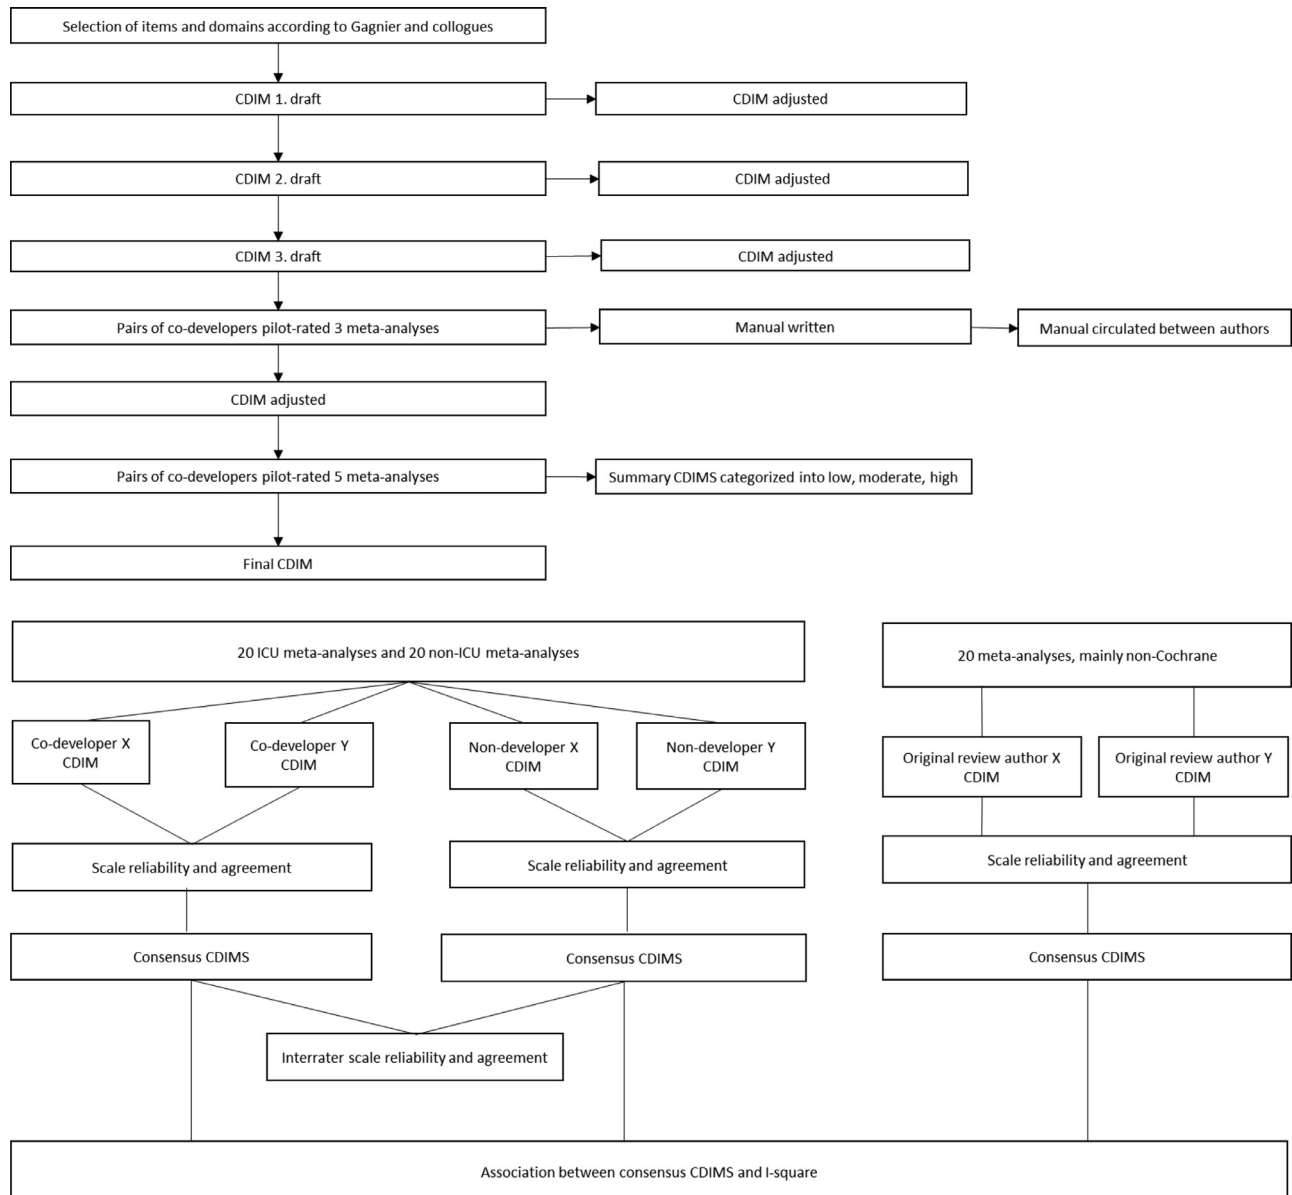 Selection of items and domains according to Gagnier and collogues
CDIM 1. draft
CDIM adjusted
CDIM 2. draft
CDIM adjusted
CDIM 3. draft
CDIM adjusted
Pairs of co-developers pilot-rated 3 meta-analyses
Manual written
Manual circulated between authors
CDIM adjusted
Pairs of co-developers pilot-rated 5 meta-analyses
Summary CDIMS categorized into low, moderate, high
Final CDIM
20 ICU meta-analyses and 20 non-ICU meta-analyses
20 meta-analyses, mainly non-Cochrane
Co-developer X
CDIM
Co-developer Y
CDIM
Non-developer X
CDIM
Non-developer Y
CDIM
Original review author X
CDIM
Original review author Y
CDIM
Scale reliability and agreement
Scale reliability and agreement
Scale reliability and agreement
Consensus CDIMS
Consensus CDIMS
Consensus CDIMS
Interrater scale reliability and agreement
Association between consensus CDIMS and I-square